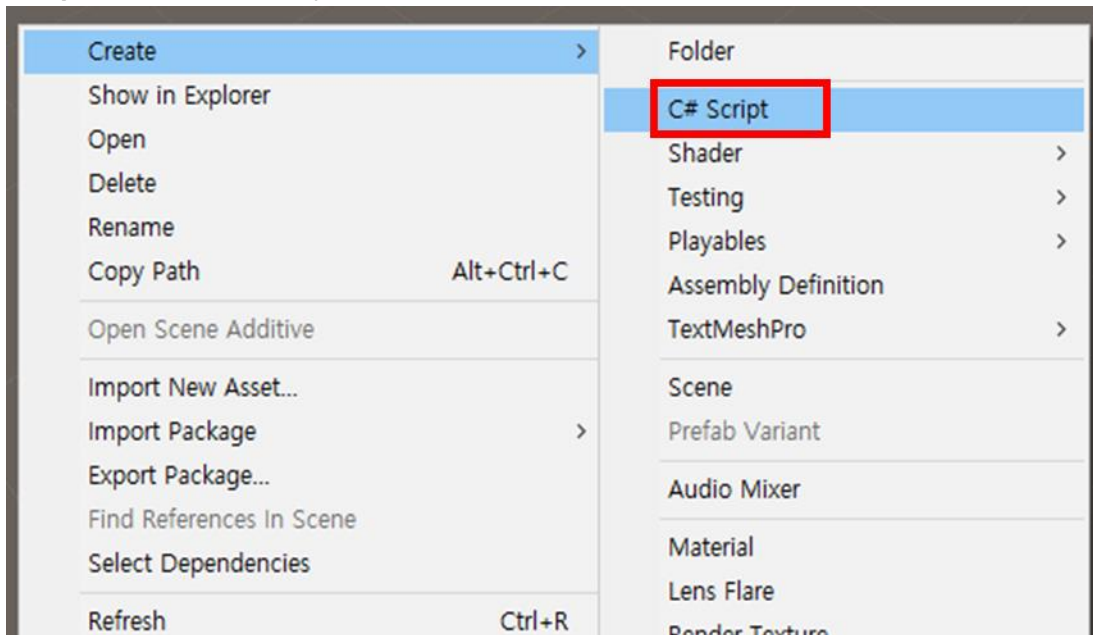 Create >
Show in Explorer
Open
Delete
Rename
Copy Path Alt+Ctrl+C
Open Scene Additive
Import New Asset...
Import Package >
Export Package...
Find References In Scene
Select Dependencies
Refresh Ctrl+R
Folder
C# Script
Shader >
Testing >
Playables >
Assembly Definition
TextMeshPro >
Scene
Prefab Variant
Audio Mixer
Material
Lens Flare
Render Texture